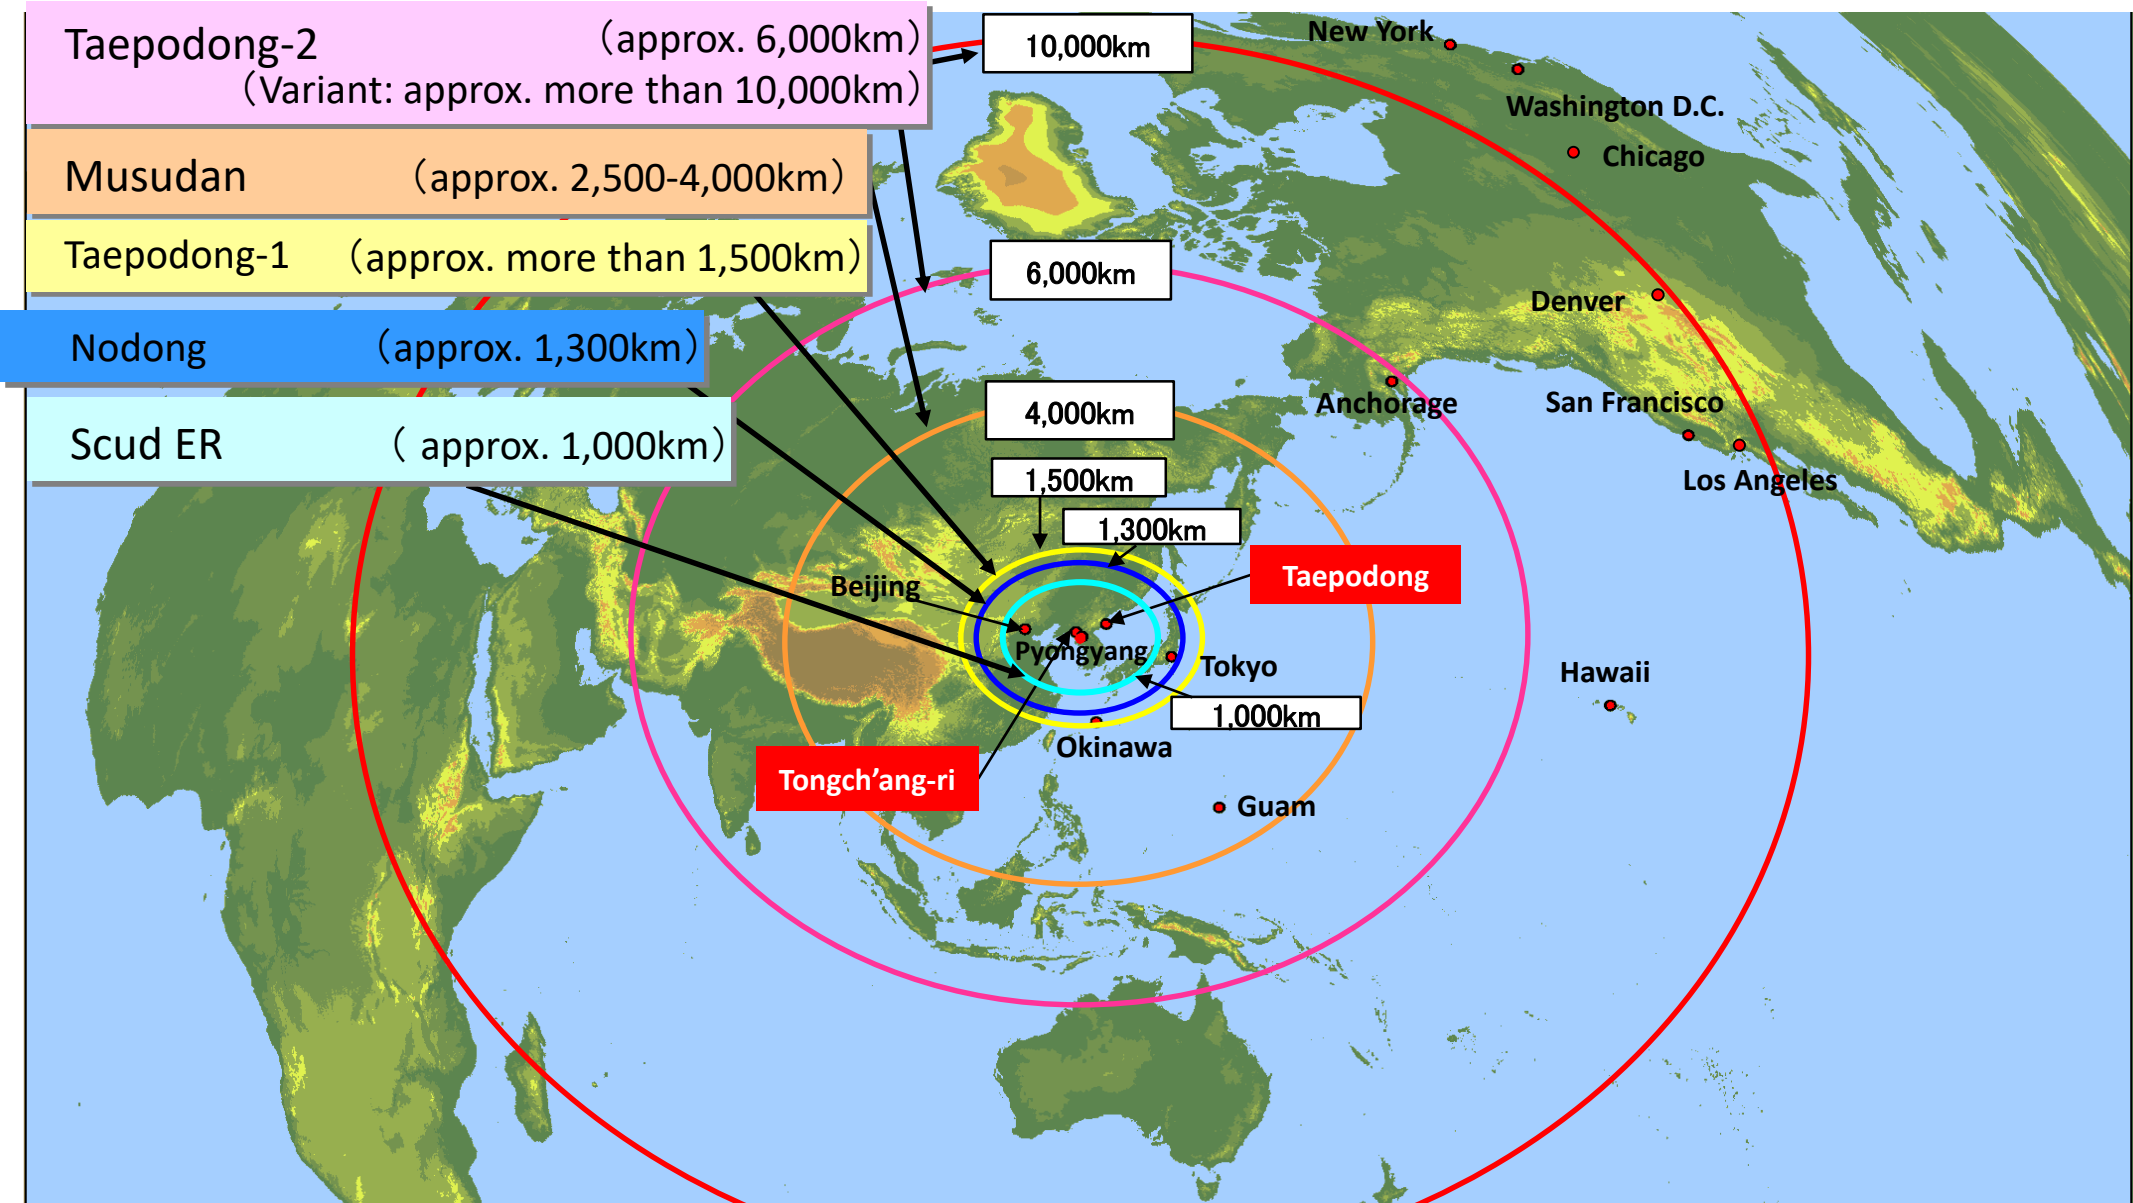 Taepodong-2 （approx. 6,000km）
（Variant: approx. more than 10,000km）
Musudan （approx. 2,500-4,000km）
Taepodong-1 （approx. more than 1,500km）
Nodong （approx. 1,300km）
Scud ER （ approx. 1,000km）
10,000km
6,000km
4,000km
1,500km
1,300km
1,000km
New York
Washington D.C.
Chicago
Denver
Anchorage
San Francisco
Los Angeles
Beijing
Taepodong
Pyongyang
Tokyo
Hawaii
Okinawa
Tongch’ang-ri
Guam